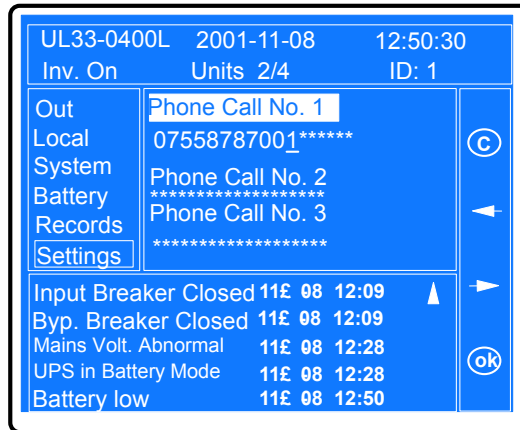 UL33-0400L 2001-11-08 12:50:30
Inv. On Units 2/4 ID: 1
Out
Local
System
Battery
Records
Settings
Phone Call No. 1
07558787001******
Phone Call No. 2
********************
Phone Call No. 3
********************
C
ok
Input Breaker Closed 11£ 08 12:09
Byp. Breaker Closed 11£ 08 12:09
Mains Volt. Abnormal 11£ 08 12:28
UPS in Battery Mode 11£ 08 12:28
Battery low 11£ 08 12:50